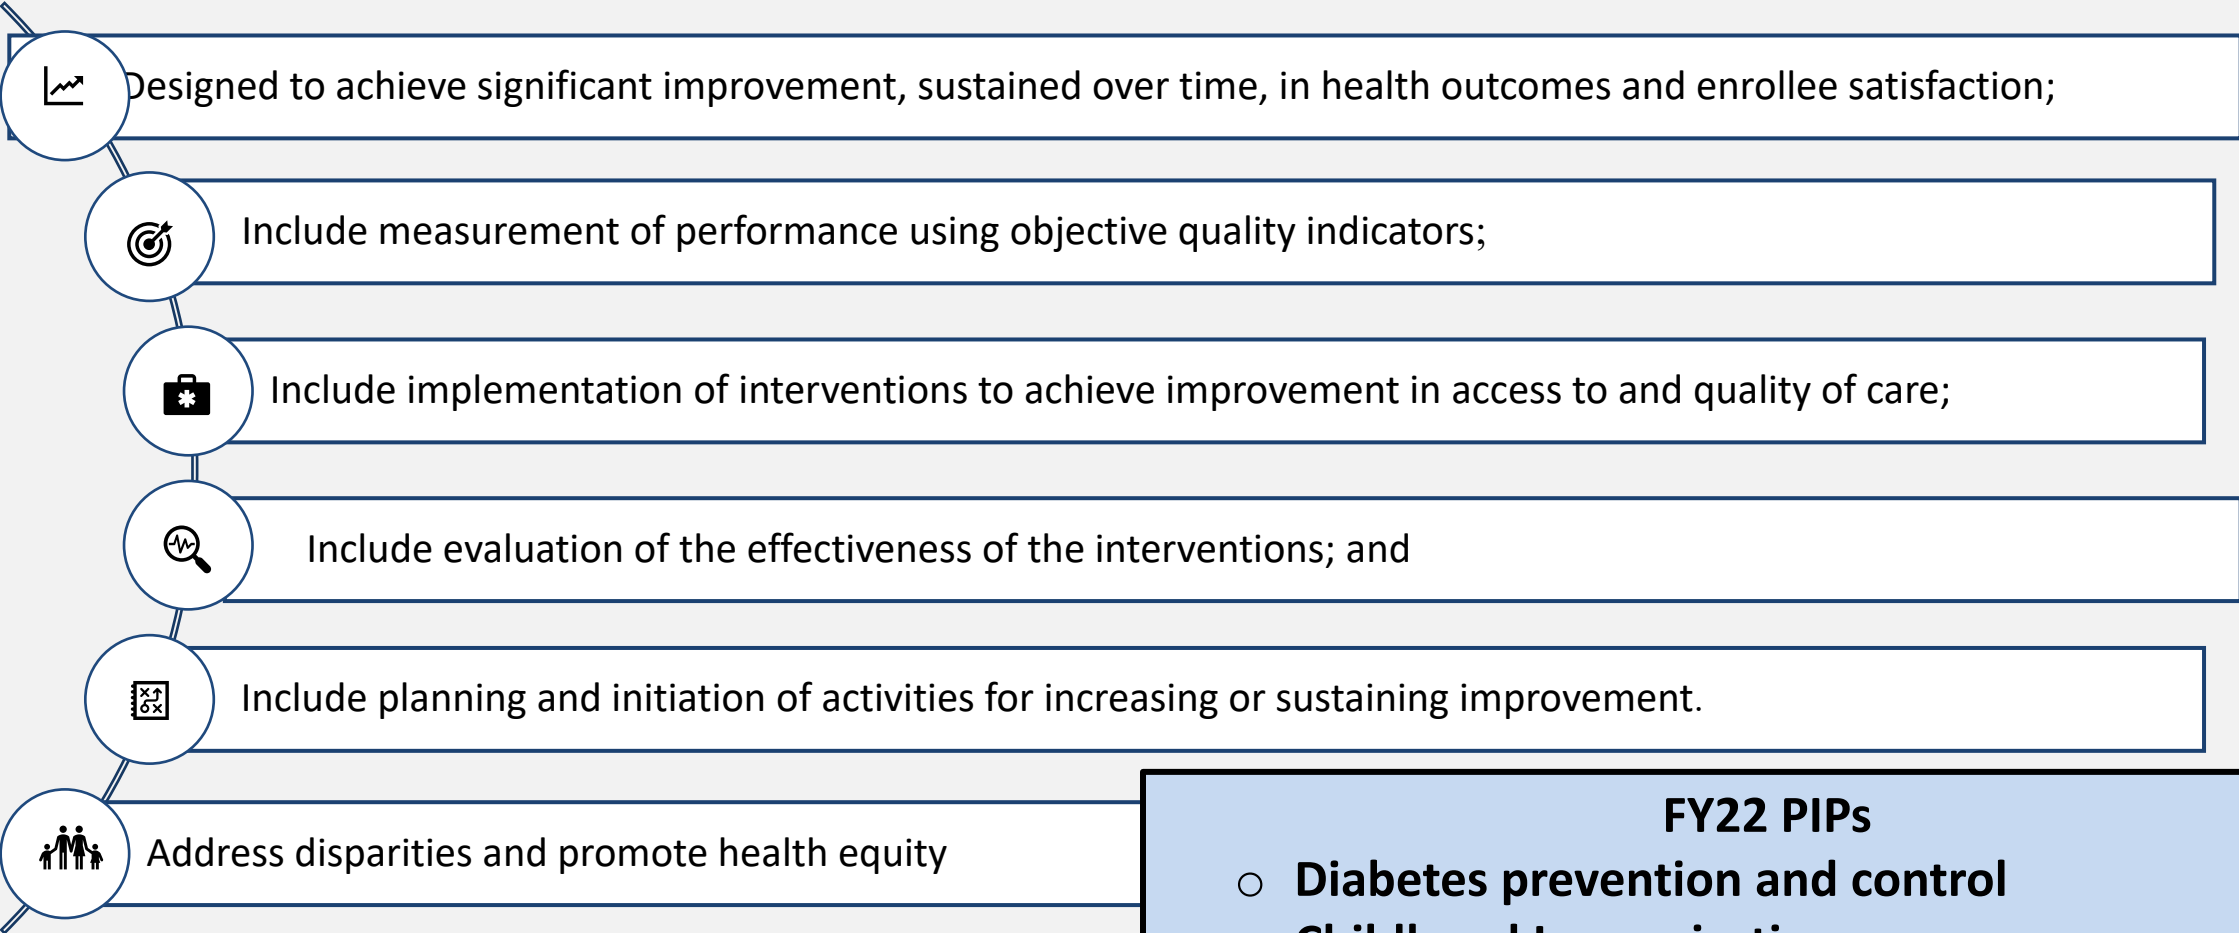 Designed to achieve significant improvement, sustained over time, in health outcomes and enrollee satisfaction;
Include measurement of performance using objective quality indicators;
Include implementation of interventions to achieve improvement in access to and quality of care;
Include evaluation of the effectiveness of the interventions; and
Include planning and initiation of activities for increasing or sustaining improvement.
Address disparities and promote health equity
FY22 PIPs
○ Diabetes prevention and control